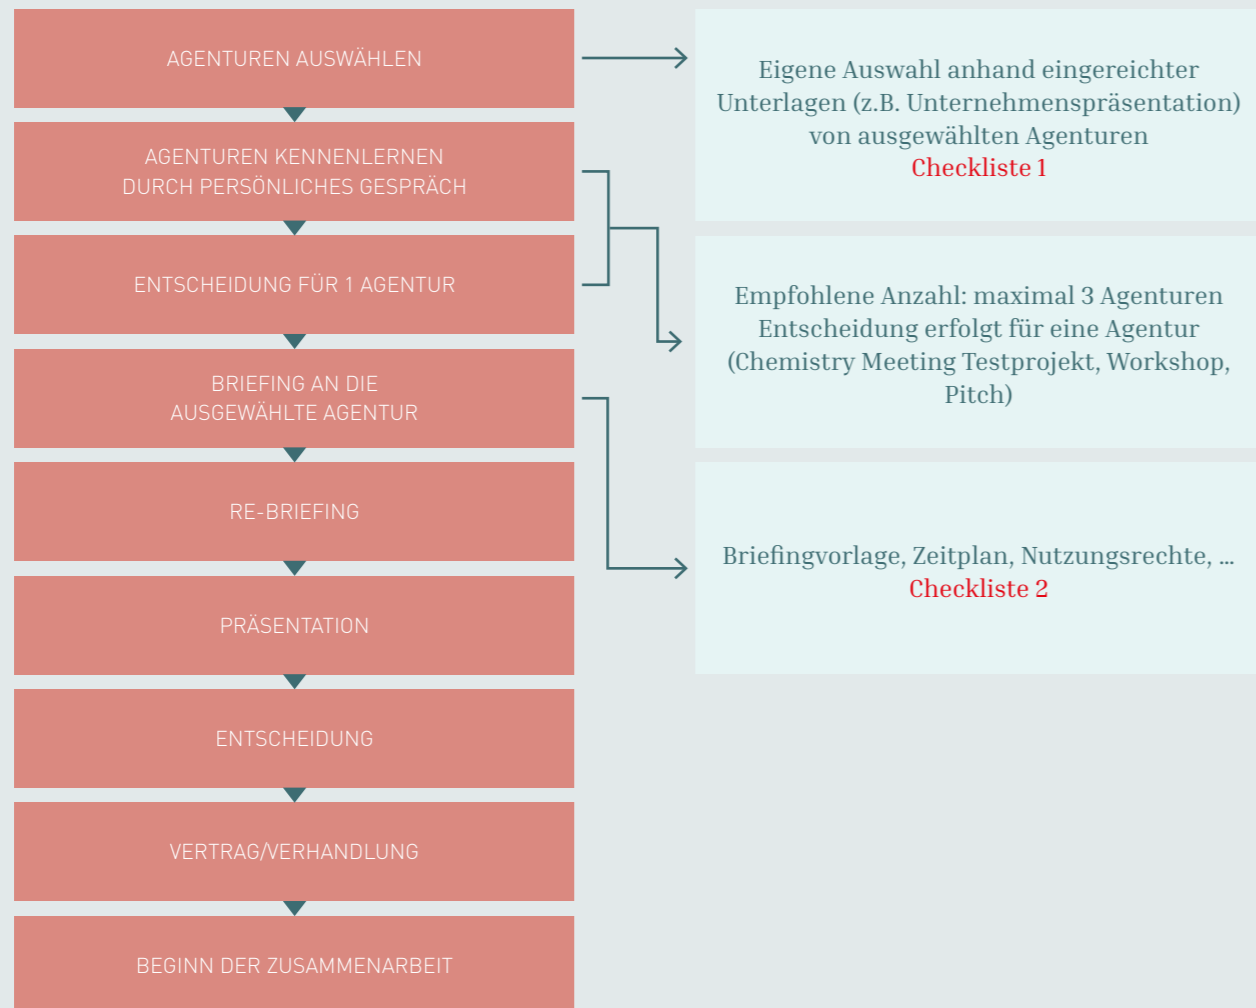 AGENTUREN AUSWÄHLEN
AGENTUREN KENNENLERNEN
DURCH PERSÖNLICHES GESPRÄCH
ENTSCHEIDUNG FÜR 1 AGENTUR
BRIEFING AN DIE
AUSGEWÄHLTE AGENTUR
RE-BRIEFING
PRÄSENTATION
ENTSCHEIDUNG
VERTRAG/VERHANDLUNG
BEGINN DER ZUSAMMENARBEIT
Eigene Auswahl anhand eingereichter
Unterlagen (z.B. Unternehmenspräsentation)
von ausgewählten Agenturen
Checkliste 1
Empfohlene Anzahl: maximal 3 Agenturen
Entscheidung erfolgt für eine Agentur
(Chemistry Meeting Testprojekt, Workshop,
Pitch)
Briefingvorlage, Zeitplan, Nutzungsrechte, ...
Checkliste 2